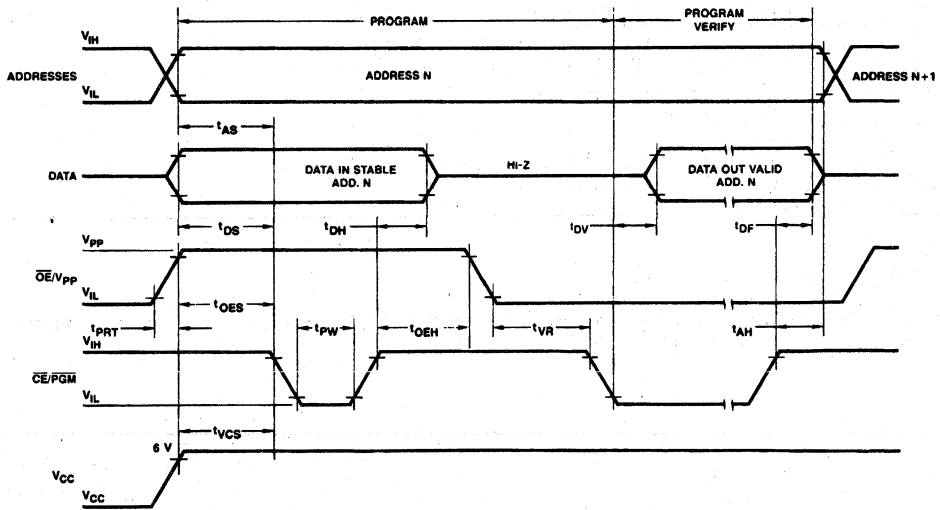 PROGRAM
PROGRAM
VERIFY
VIH
ADDRESSES
ADDRESS N
ADDRESS N+1
VIL
tAS
DATA
DATA IN STABLE
ADD. N
HI-Z
DATA OUT VALID
ADD. N
tDS
tDH
tDV
tDF
VPP
OE/VPP
VIL
tOES
tPRT
tPW
tOEH
tVR
tAH
VIH
CE/PGM
VIL
tVCS
6 V
VCC
VCC